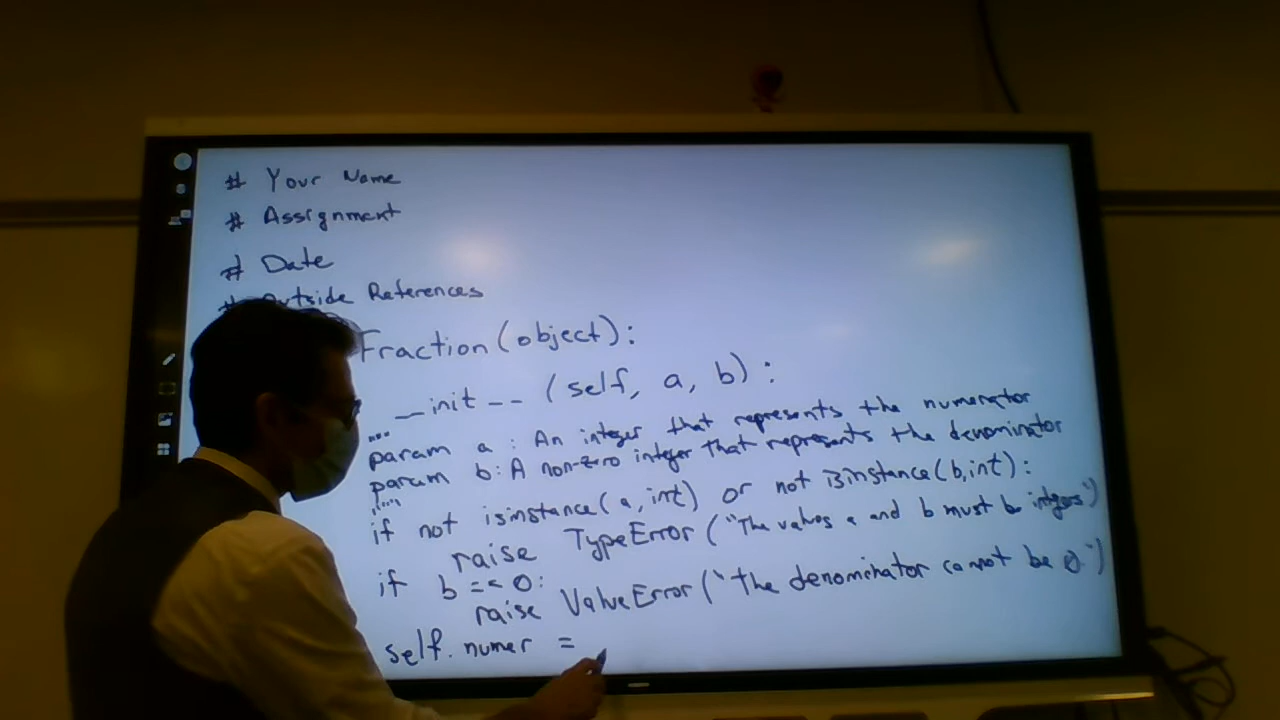 # Your Name
# Assignment
# Date
# Outside References
Fraction (object):
__init__ (self, a, b):
"""
param a: An integer that represents the numerator
param b: A non-zero integer that represents the denominator
"""
if not isinstance(a, int) or not isinstance(b, int):
raise TypeError ("The values a and b must be integers")
if b == 0:
raise ValueError ("The denominator cannot be 0")
self.numer =